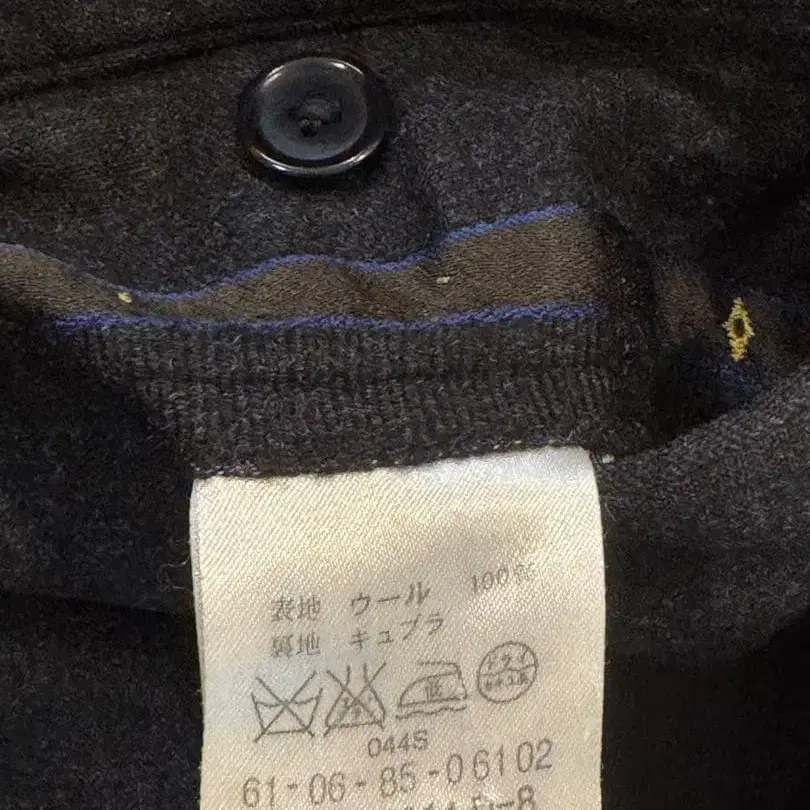 表地 ウール 100%
裏地 キュプラ
低 ドライ
044S
61-06-85-06102